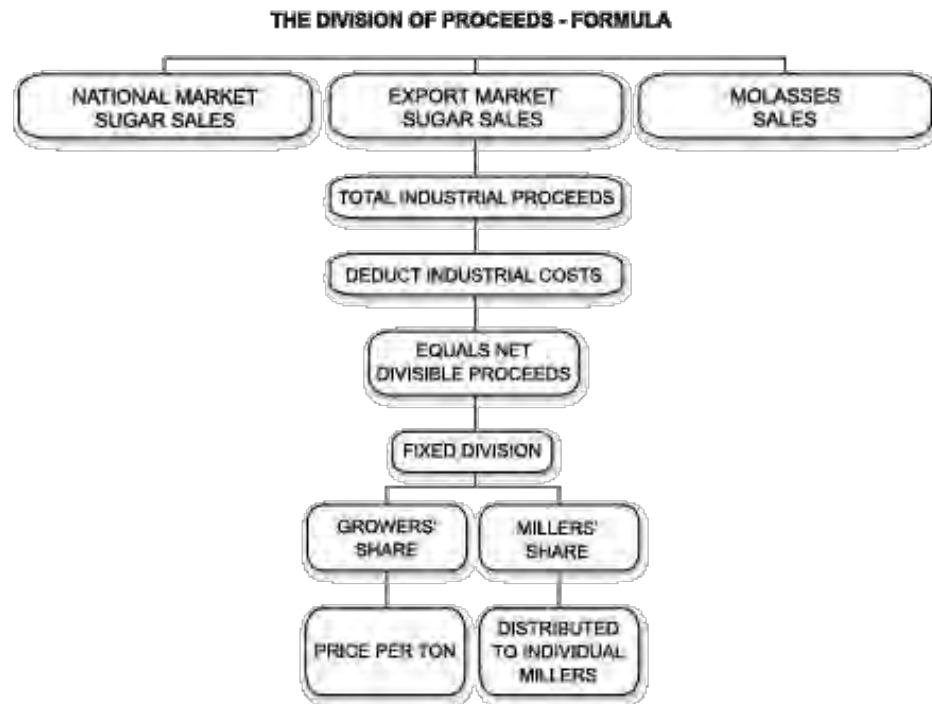 THE DIVISION OF PROCEEDS - FORMULA
NATIONAL MARKET
SUGAR SALES
EXPORT MARKET
SUGAR SALES
MOLASSES
SALES
TOTAL INDUSTRIAL PROCEEDS
DEDUCT INDUSTRIAL COSTS
EQUALS NET
DIVISIBLE PROCEEDS
FIXED DIVISION
GROWERS'
SHARE
MILLERS'
SHARE
PRICE PER TON
DISTRIBUTED
TO INDIVIDUAL
MILLERS